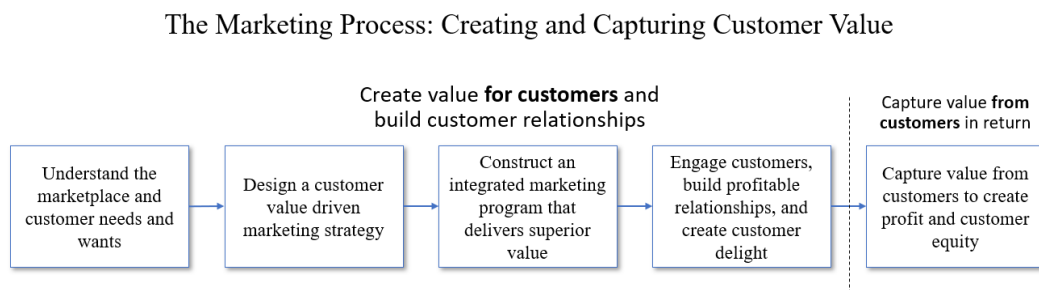 The Marketing Process: Creating and Capturing Customer Value
Create value for customers and
build customer relationships
Capture value from
customers in return
Understand the
marketplace and
customer needs and
wants
Design a customer
value driven
marketing strategy
Construct an
integrated marketing
program that
delivers superior
value
Engage customers,
build profitable
relationships, and
create customer
delight
Capture value from
customers to create
profit and customer
equity